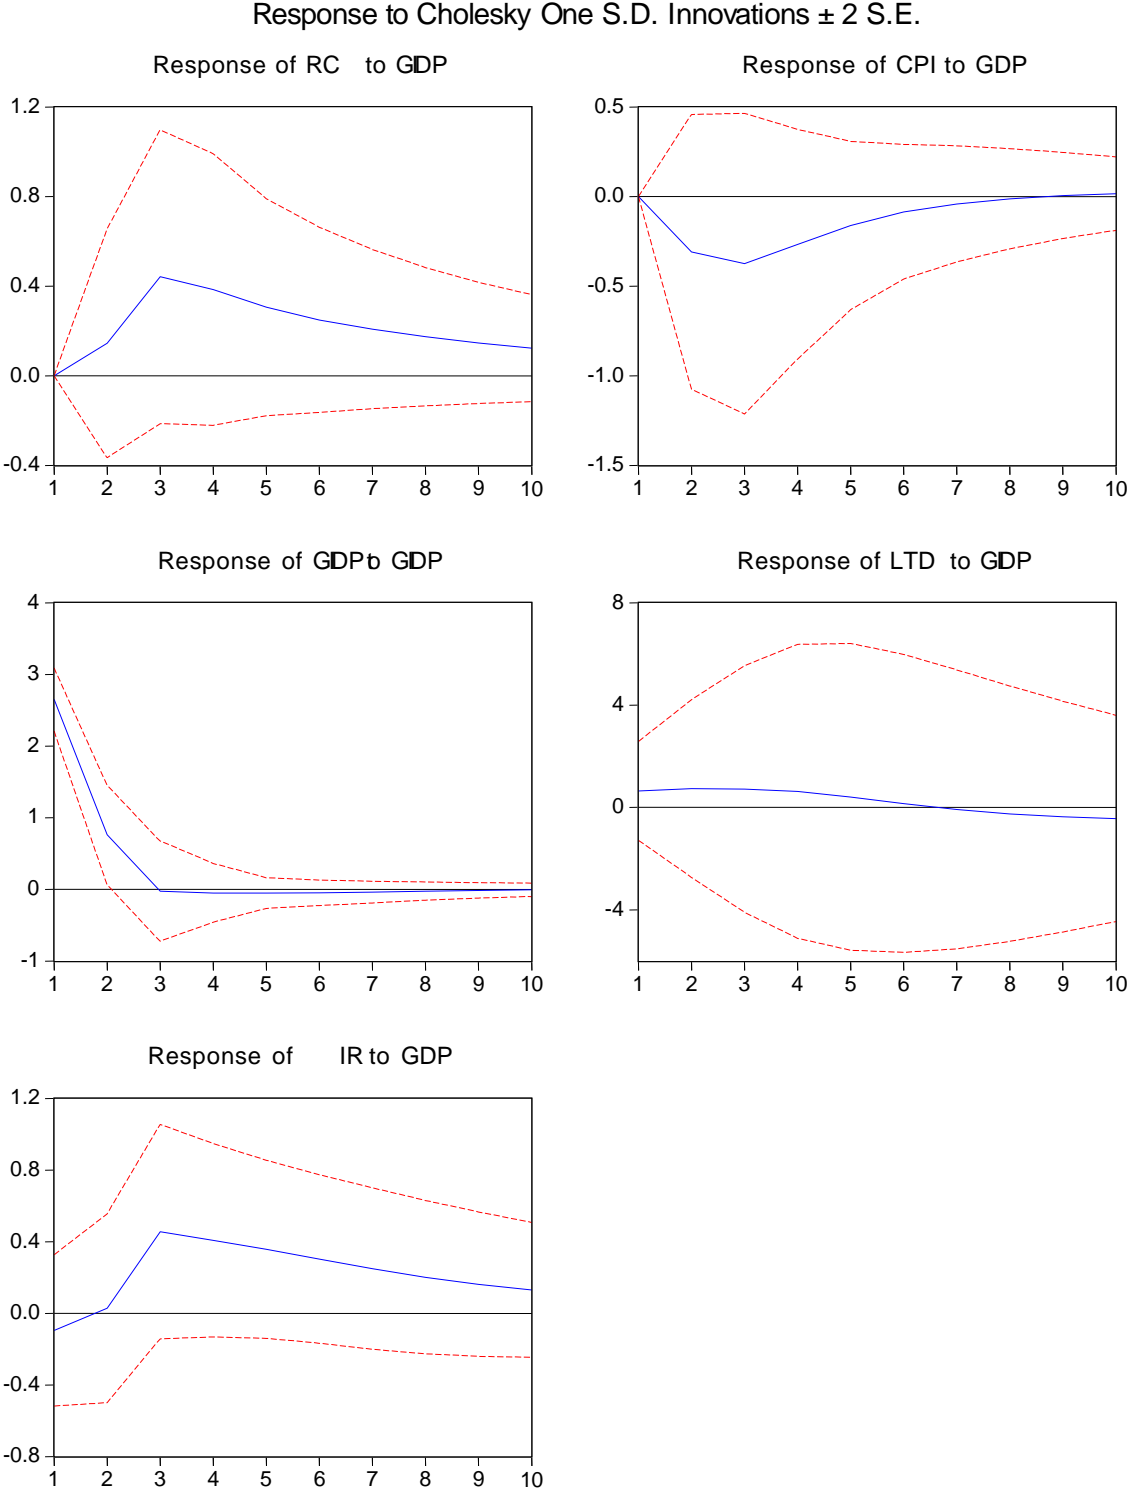 Response to Cholesky One S.D. Innovations ± 2 S.E.
Response of RC to GDP
1.2
0.8
0.4
0.0
-0.4
1 2 3 4 5 6 7 8 9 10
Response of CPI to GDP
0.5
0.0
-0.5
-1.0
-1.5
1 2 3 4 5 6 7 8 9 10
Response of GDP to GDP
4
3
2
1
0
-1
1 2 3 4 5 6 7 8 9 10
Response of LTD to GDP
8
4
0
-4
1 2 3 4 5 6 7 8 9 10
Response of IR to GDP
1.2
0.8
0.4
0.0
-0.4
-0.8
1 2 3 4 5 6 7 8 9 10